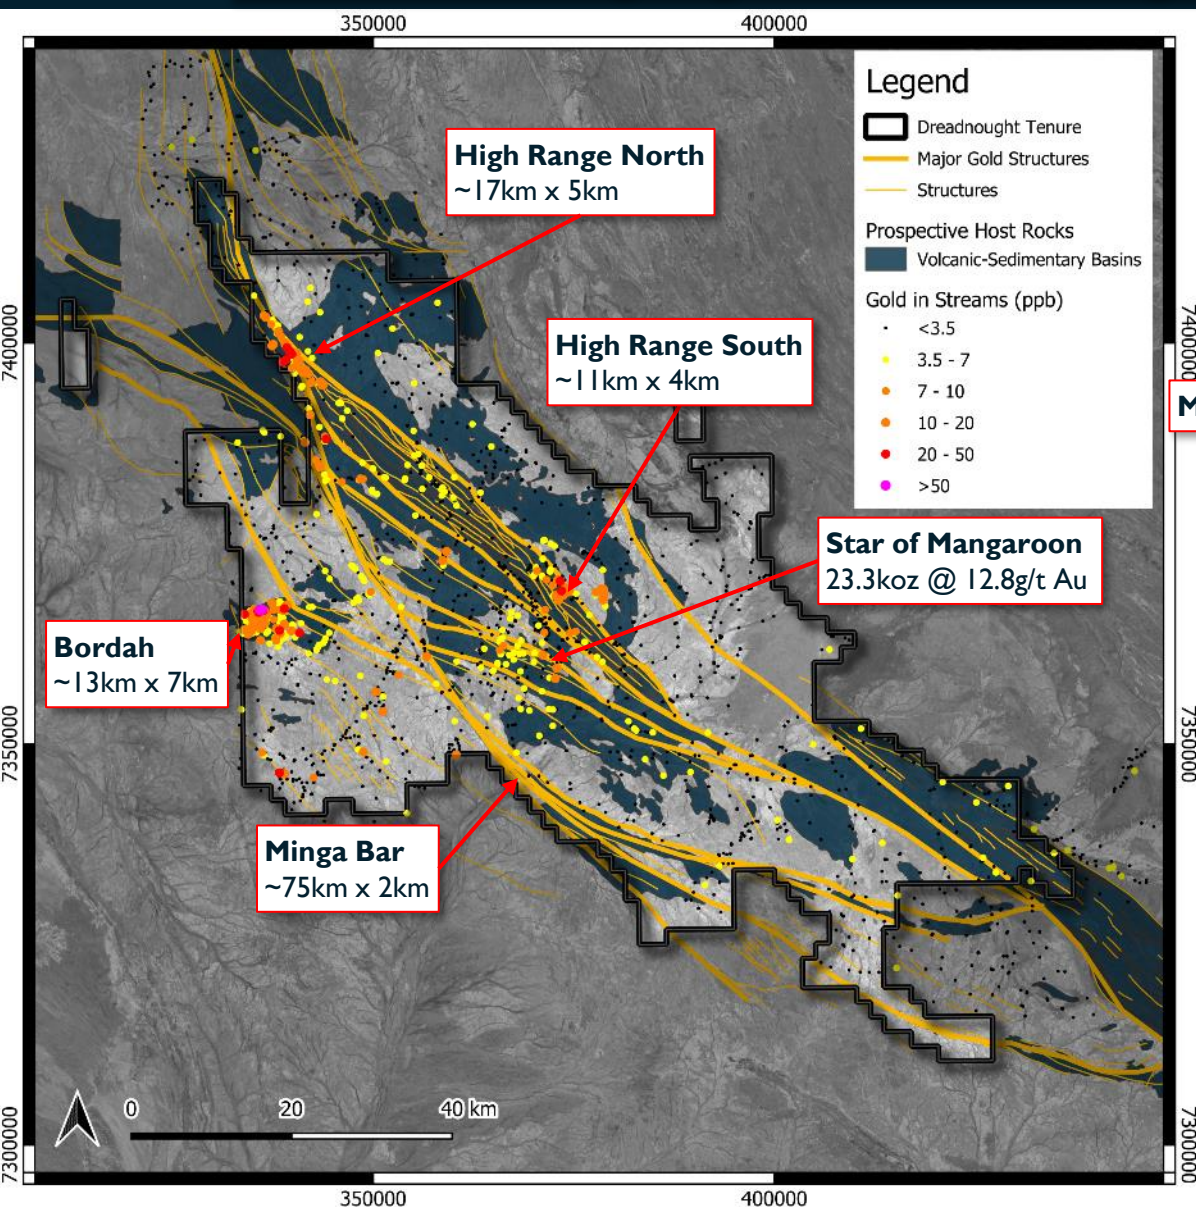 350000
400000
Legend
Dreadnought Tenure
Major Gold Structures
Structures
Prospective Host Rocks
Volcanic-Sedimentary Basins
Gold in Streams (ppb)
<3.5
3.5 - 7
7 - 10
10 - 20
20 - 50
>50
High Range North
~17km x 5km
7400000
7400000
High Range South
~11km x 4km
M
Star of Mangaroon
23.3koz @ 12.8g/t Au
Bordah
~13km x 7km
7350000
7350000
Minga Bar
~75km x 2km
0 20 40 km
7300000
7300000
350000
400000